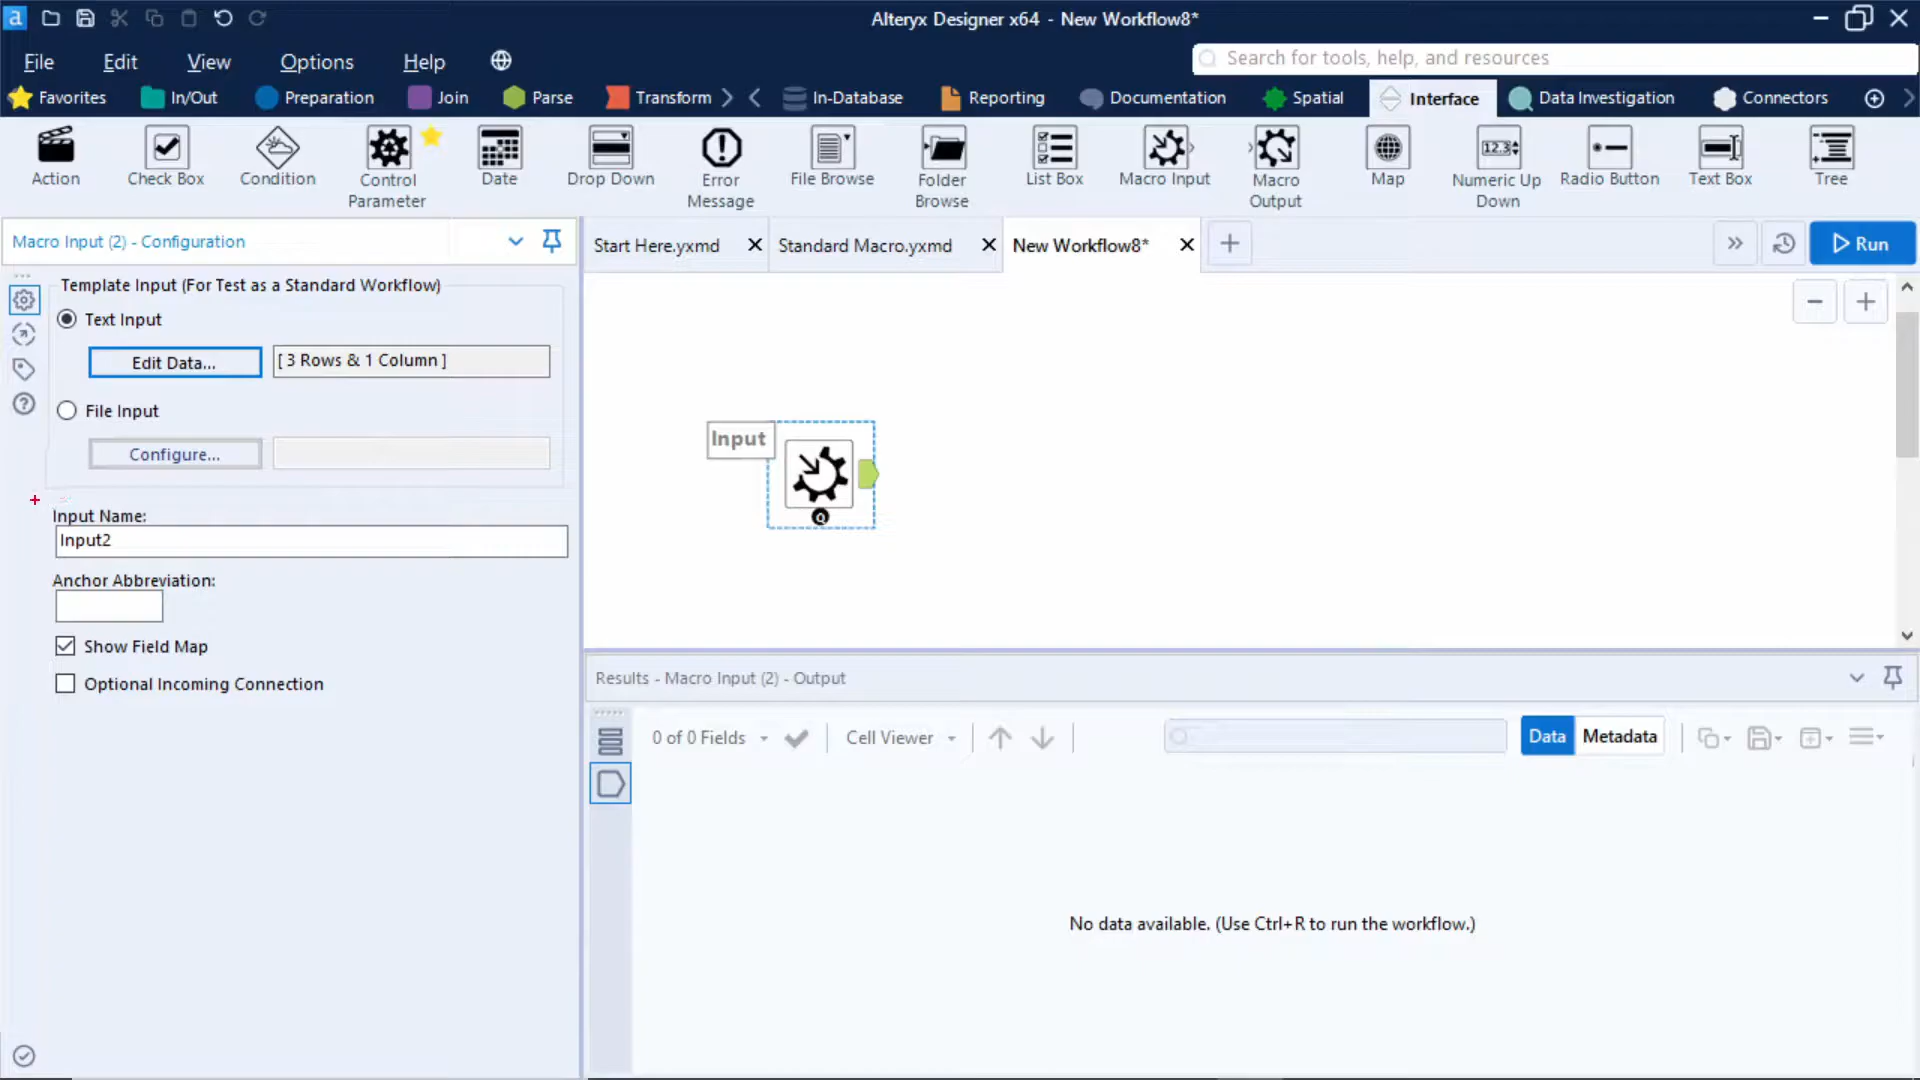 Alteryx Designer x64 - New Workflow8*
File Edit View Options Help
Search for tools, help, and resources
Favorites In/Out Preparation Join Parse Transform In-Database Reporting Documentation Spatial Interface Data Investigation Connectors
Action Check Box Condition Control Parameter Date Drop Down Error Message File Browse Folder Browse List Box Macro Input Macro Output Map Numeric Up Down Radio Button Text Box Tree
Macro Input (2) - Configuration
Start Here.yxmd Standard Macro.yxmd New Workflow8*
Run
Template Input (For Test as a Standard Workflow)
Text Input
Edit Data... [ 3 Rows & 1 Column ]
File Input
Configure...
Input Name:
Input2
Anchor Abbreviation:
Show Field Map
Optional Incoming Connection
Input
Results - Macro Input (2) - Output
0 of 0 Fields Cell Viewer Data Metadata
No data available. (Use Ctrl+R to run the workflow.)